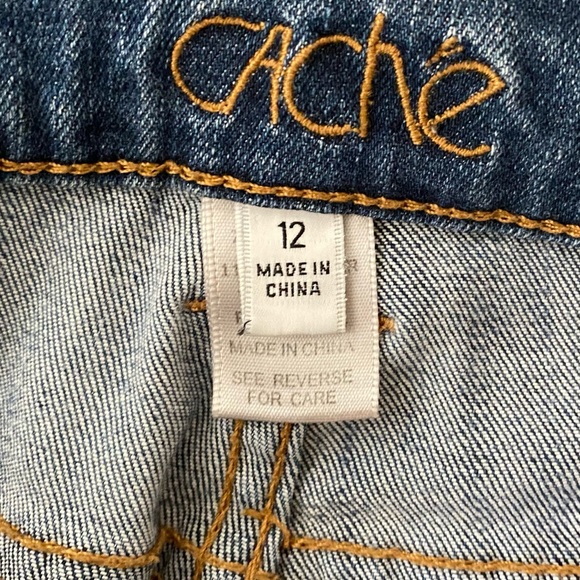 Caché
12
MADE IN
CHINA
MADE IN CHINA
SEE REVERSE
FOR CARE